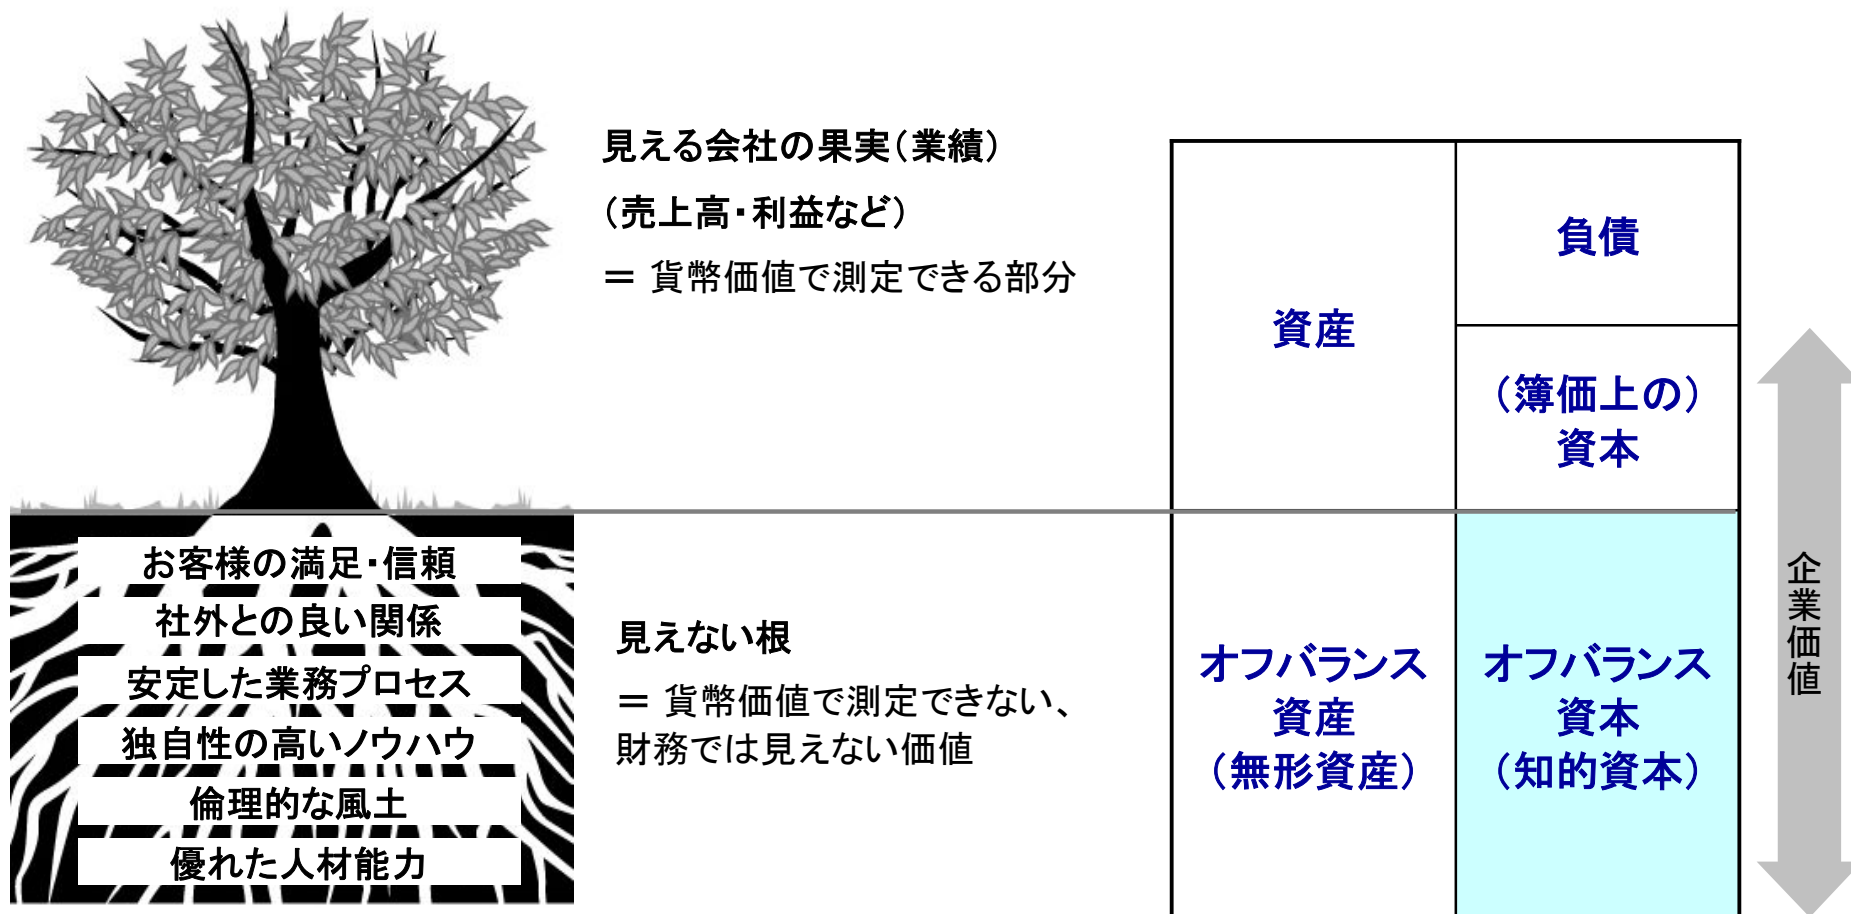 見える会社の果実（業績）
（売上高・利益など）
＝ 貨幣価値で測定できる部分
お客様の満足・信頼
社外との良い関係
安定した業務プロセス
独自性の高いノウハウ
倫理的な風土
優れた人材能力
見えない根
＝ 貨幣価値で測定できない、
財務では見えない価値
資産
負債
（簿価上の）
資本
オフバランス
資産
（無形資産）
オフバランス
資本
（知的資本）
企業価値